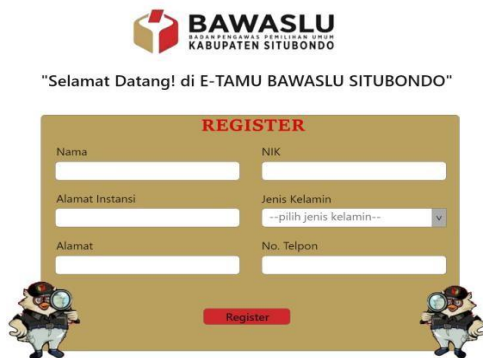 BAWASLU
BADAN PENGAWAS PEMILIHAN UMUM
KABUPATEN SITUBONDO
"Selamat Datang! di E-TAMU BAWASLU SITUBONDO"
REGISTER
Nama
NIK
Alamat Instansi
Jenis Kelamin
--pilih jenis kelamin--
Alamat
No. Telpon
Register